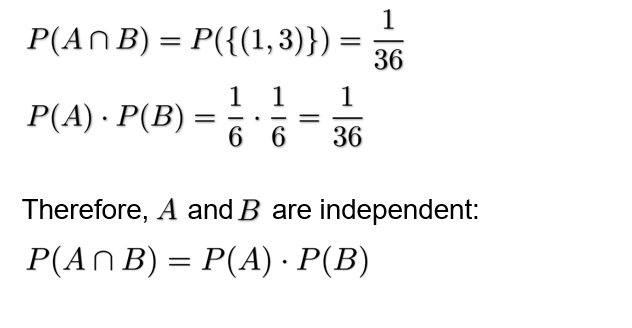 P(A ∩ B) = P({(1, 3)}) = 1/36
P(A) · P(B) = 1/6 · 1/6 = 1/36
Therefore, A and B are independent:
P(A ∩ B) = P(A) · P(B)